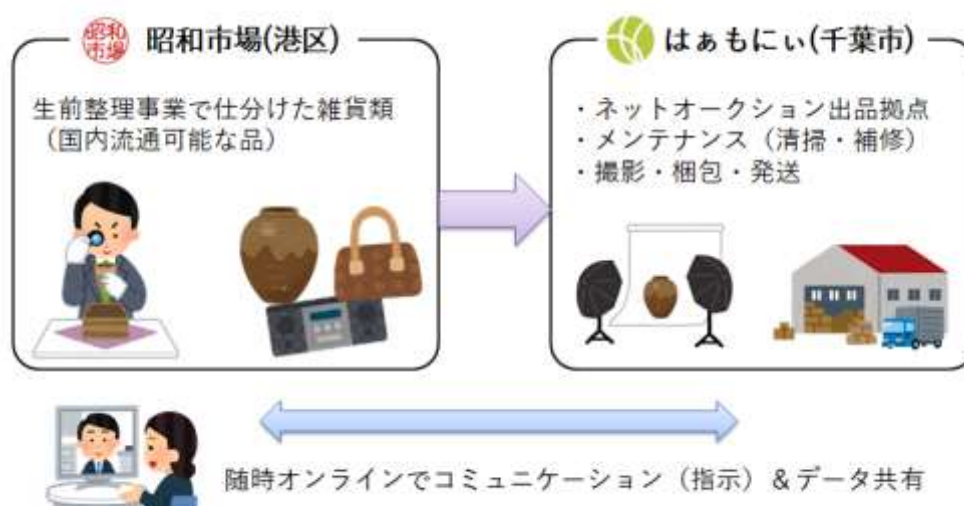 昭和市場
昭和市場(港区)
生前整理事業で仕分けた雑貨類
（国内流通可能な品）
はぁもにぃ(千葉市)
・ネットオークション出品拠点
・メンテナンス（清掃・補修）
・撮影・梱包・発送
随時オンラインでコミュニケーション（指示）＆データ共有